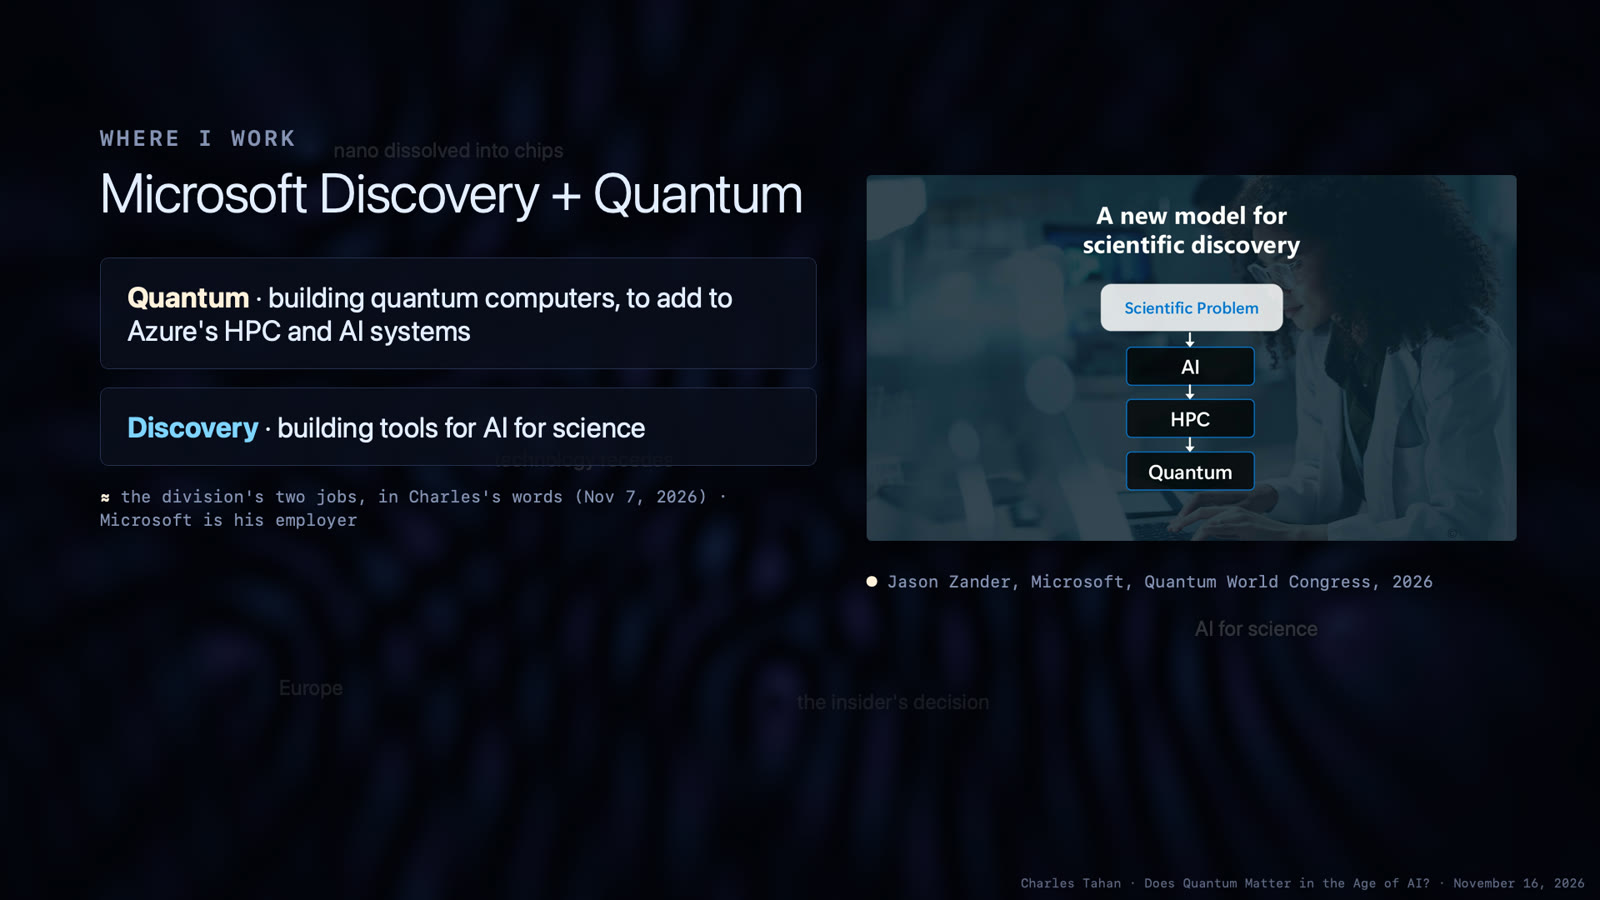 WHERE I WORK
nano dissolved into chips
Microsoft Discovery + Quantum
Quantum · building quantum computers, to add to
Azure's HPC and AI systems
Discovery · building tools for AI for science
technology recedes
≈ the division's two jobs, in Charles's words (Nov 7, 2026) ·
Microsoft is his employer
A new model for
scientific discovery
Scientific Problem
AI
HPC
Quantum
Jason Zander, Microsoft, Quantum World Congress, 2026
AI for science
Europe
the insider's decision
Charles Tahan · Does Quantum Matter in the Age of AI? · November 16, 2026